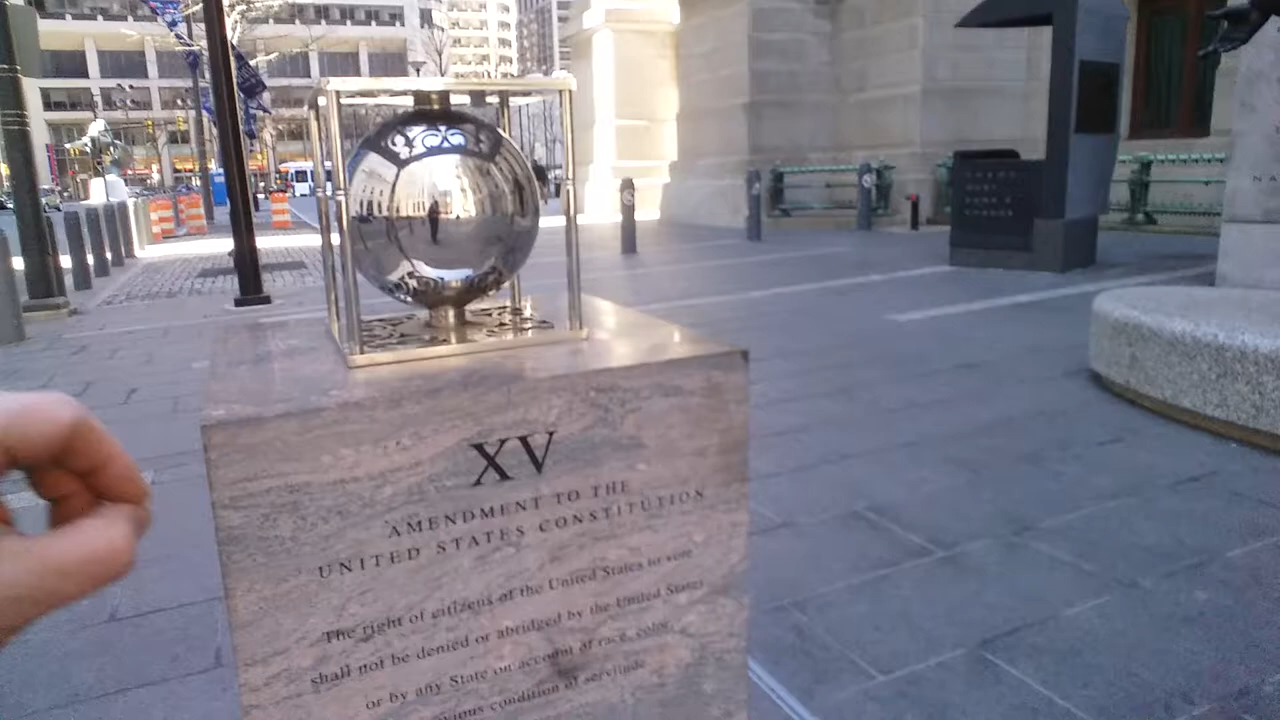 XV
AMENDMENT TO THE
UNITED STATES CONSTITUTION
The right of citizens of the United States to vote
shall not be denied or abridged by the United States
or by any State on account of race, color,
condition of servitude